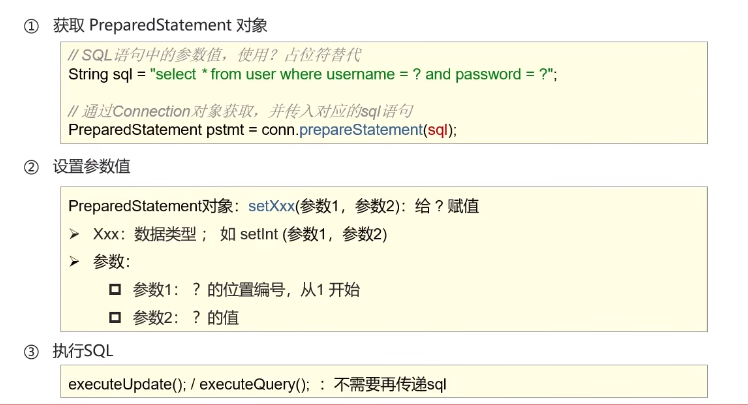 ① 获取 PreparedStatement 对象
// SQL语句中的参数值，使用？占位符替代
String sql = "select * from user where username = ? and password = ?";
// 通过Connection对象获取，并传入对应的sql语句
PreparedStatement pstmt = conn.prepareStatement(sql);
② 设置参数值
PreparedStatement对象：setXxx(参数1，参数2)：给 ? 赋值
➢ Xxx：数据类型 ； 如 setInt (参数1，参数2)
➢ 参数：
❑ 参数1： ？的位置编号，从1 开始
❑ 参数2： ？的值
③ 执行SQL
executeUpdate(); / executeQuery(); ：不需要再传递sql